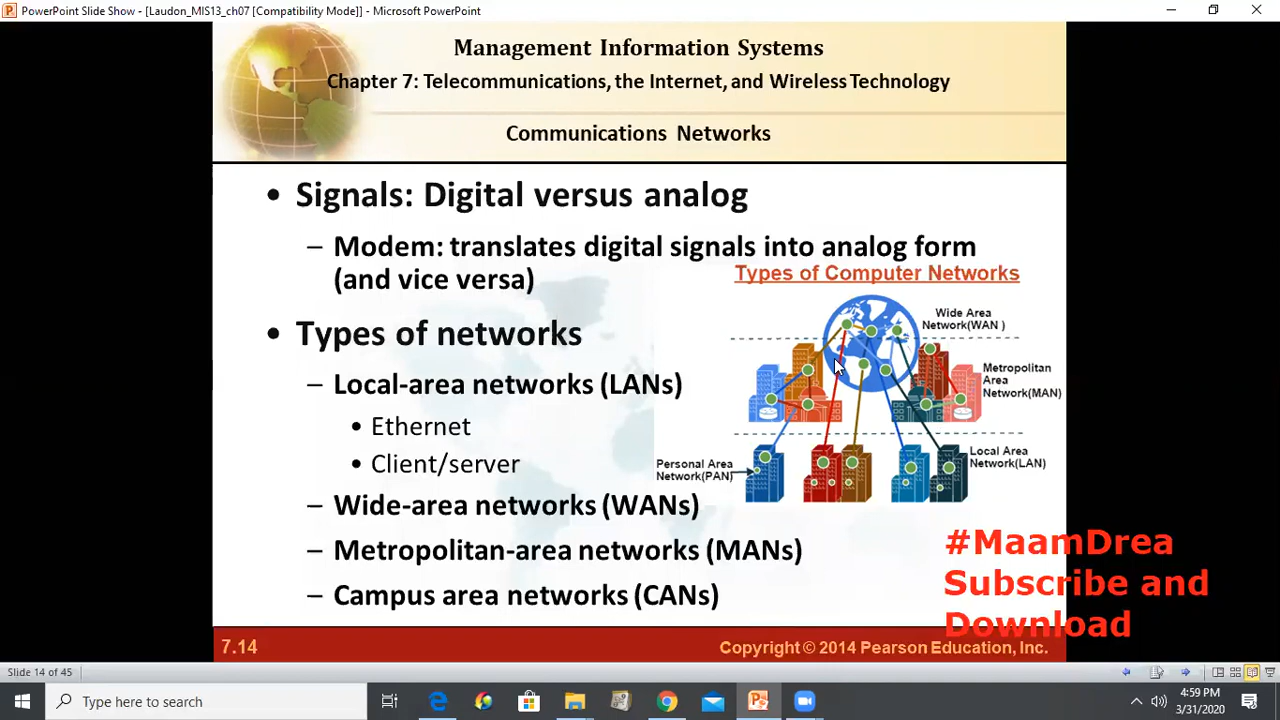 PowerPoint Slide Show - [Laudon_MIS13_ch07 [Compatibility Mode]] - Microsoft PowerPoint
Management Information Systems
Chapter 7: Telecommunications, the Internet, and Wireless Technology
Communications Networks
• Signals: Digital versus analog
– Modem: translates digital signals into analog form
(and vice versa)
• Types of networks
– Local-area networks (LANs)
• Ethernet
• Client/server
– Wide-area networks (WANs)
– Metropolitan-area networks (MANs)
– Campus area networks (CANs)
Types of Computer Networks
Wide Area
Network(WAN )
Metropolitan
Area
Network(MAN)
Local Area
Network(LAN)
Personal Area
Network(PAN)
#MaamDrea
Subscribe and
Download
7.14
Copyright © 2014 Pearson Education, Inc.
Slide 14 of 45
Type here to search
4:59 PM
3/31/2020